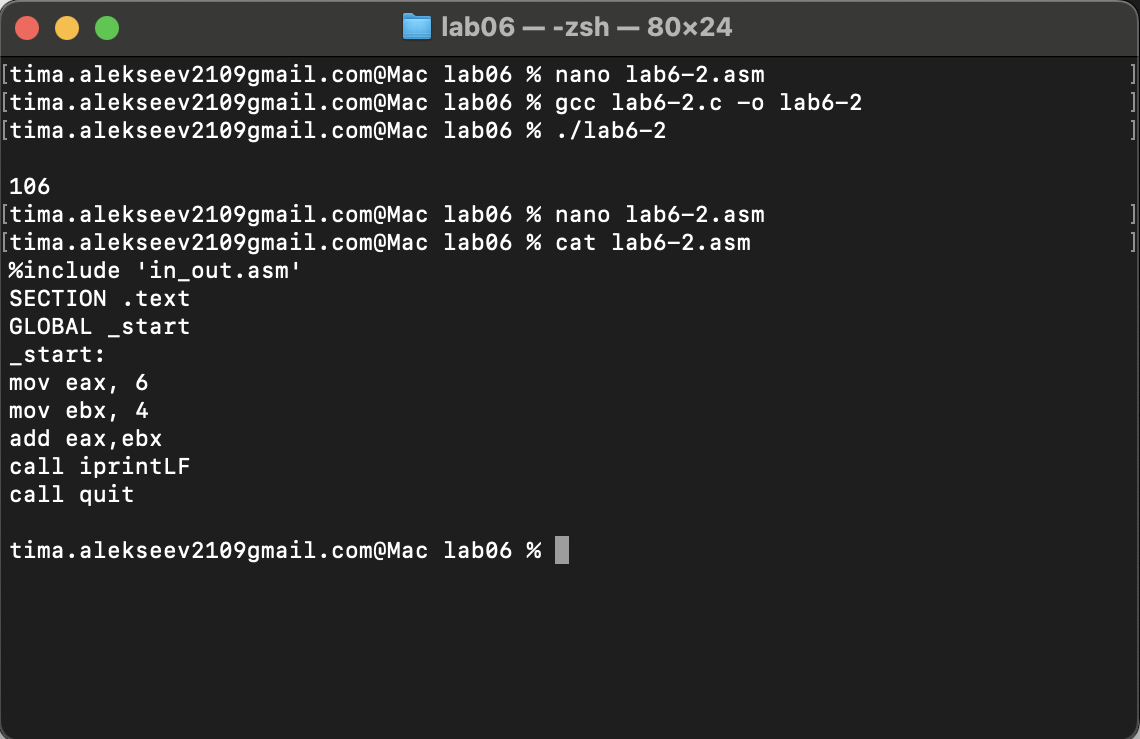 lab06 — -zsh — 80×24
[tima.alekseev2109gmail.com@Mac lab06 % nano lab6-2.asm ]
[tima.alekseev2109gmail.com@Mac lab06 % gcc lab6-2.c -o lab6-2 ]
[tima.alekseev2109gmail.com@Mac lab06 % ./lab6-2 ]
106
[tima.alekseev2109gmail.com@Mac lab06 % nano lab6-2.asm ]
[tima.alekseev2109gmail.com@Mac lab06 % cat lab6-2.asm ]
%include 'in_out.asm'
SECTION .text
GLOBAL _start
_start:
mov eax, 6
mov ebx, 4
add eax,ebx
call iprintLF
call quit
tima.alekseev2109gmail.com@Mac lab06 %